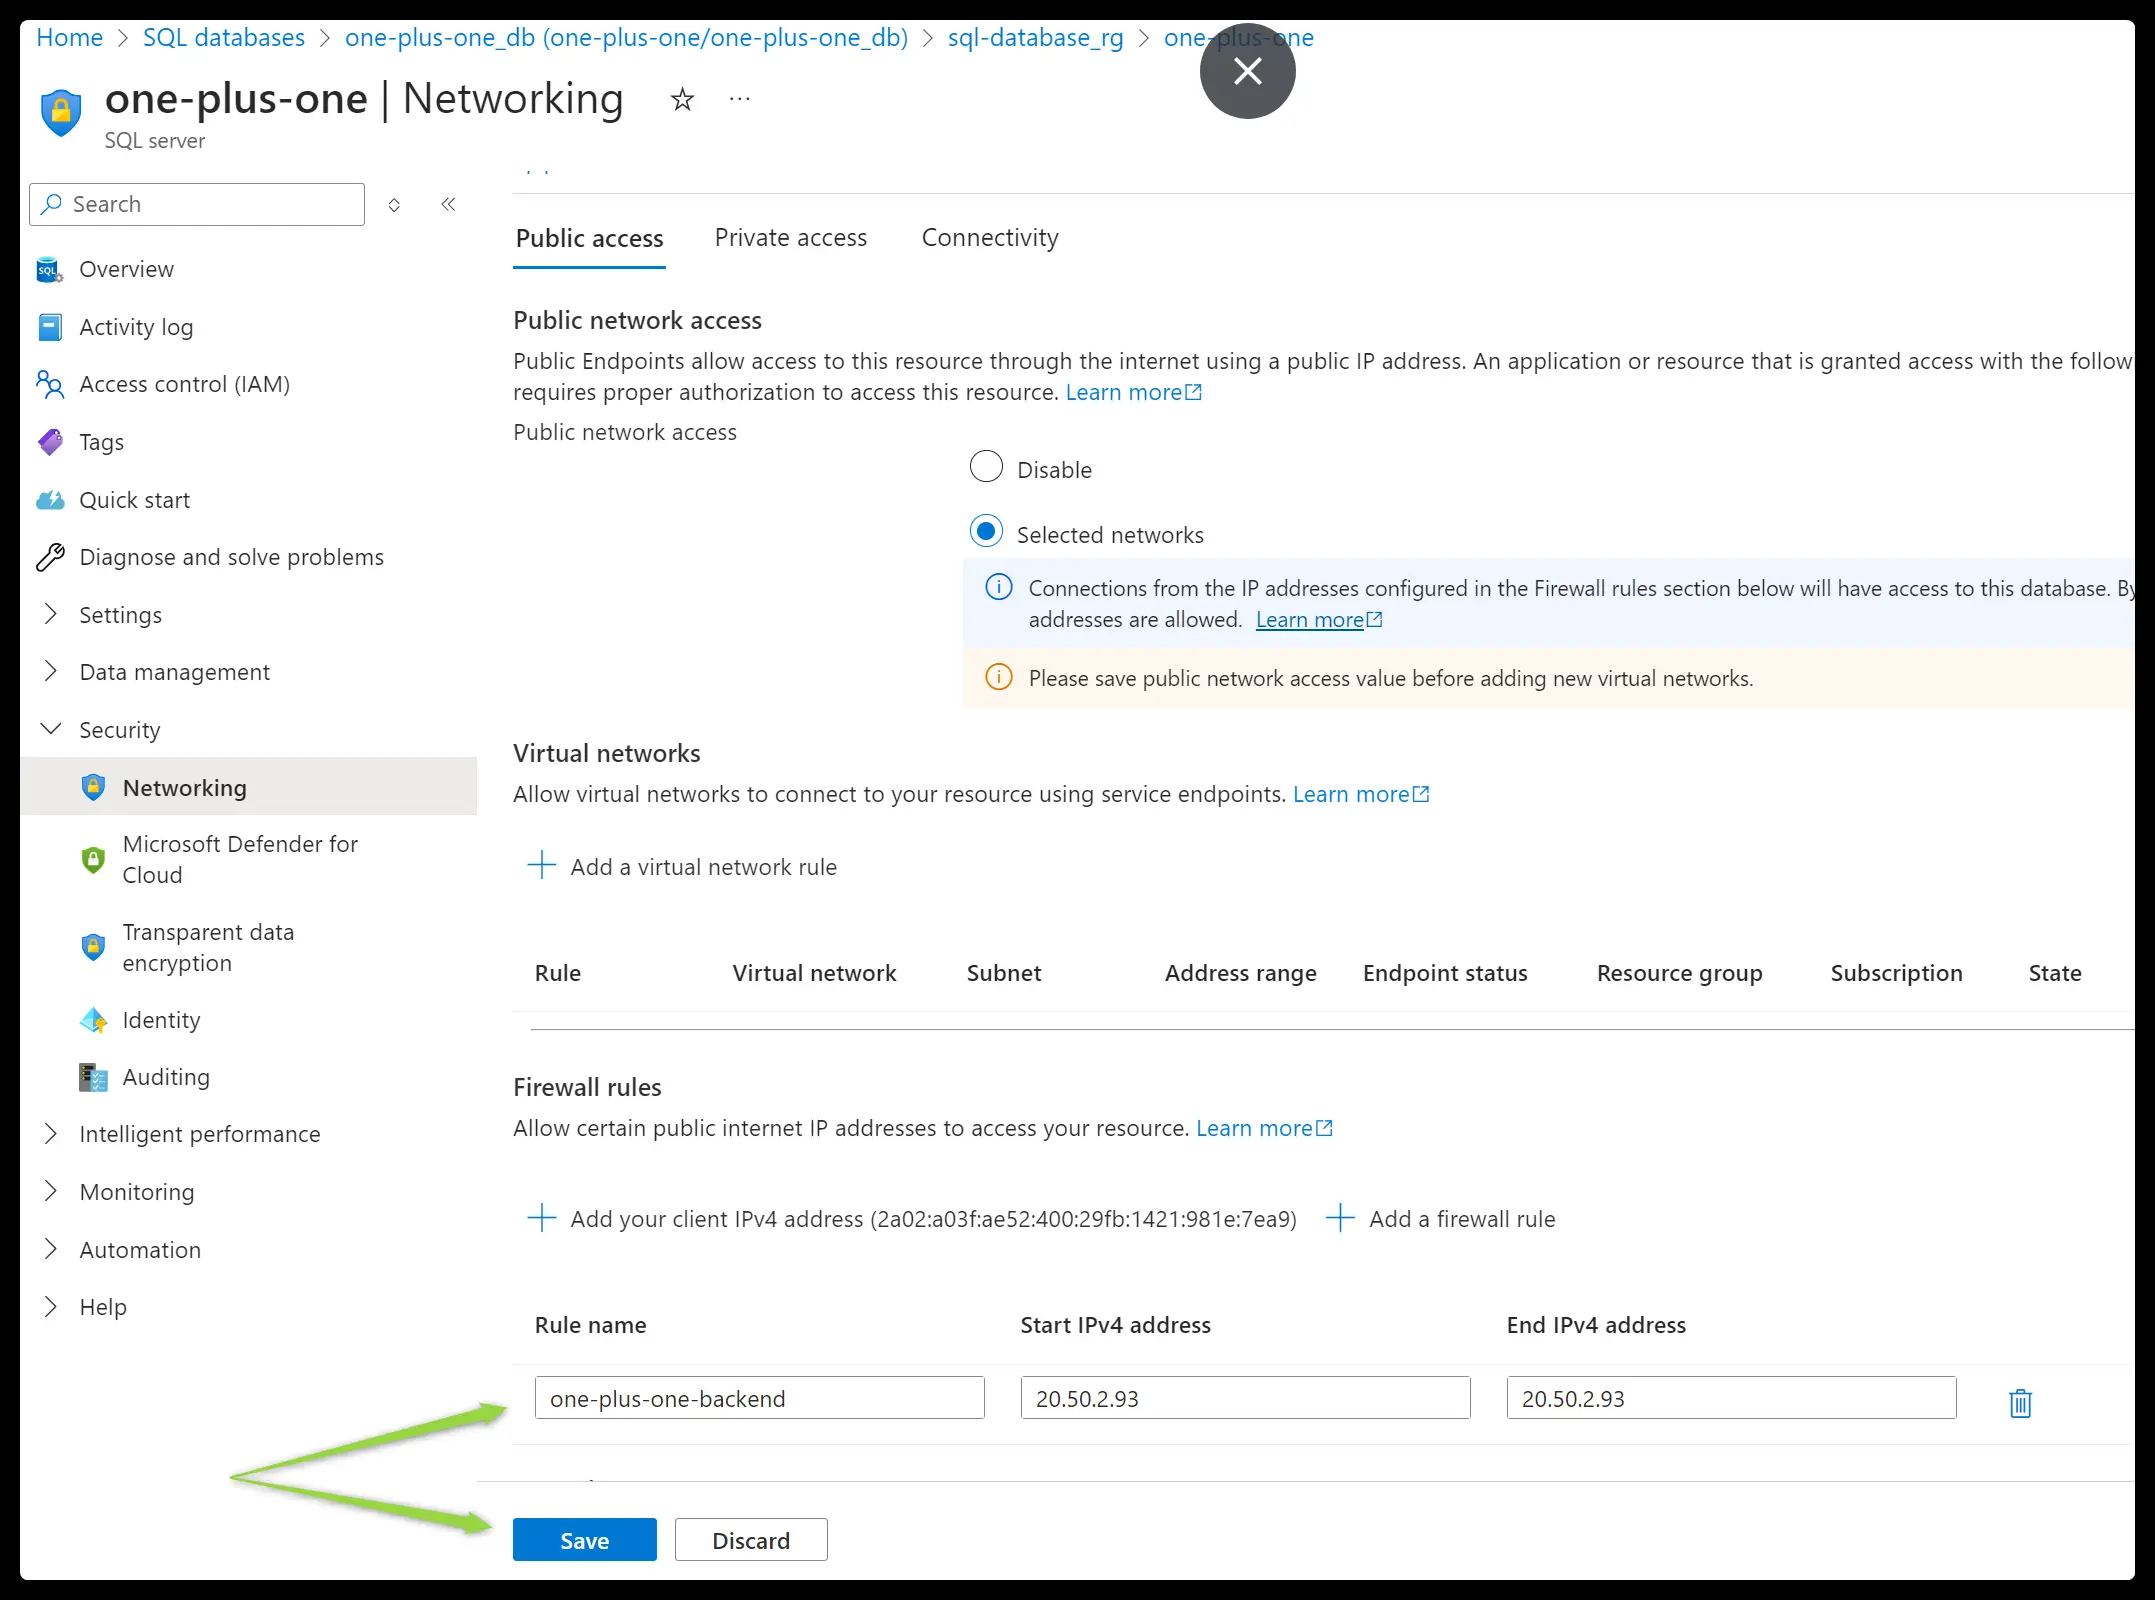 Home > SQL databases > one-plus-one_db (one-plus-one/one-plus-one_db) > sql-database_rg > one-plus-one
one-plus-one | Networking
SQL server
Search
Overview
Activity log
Access control (IAM)
Tags
Quick start
Diagnose and solve problems
Settings
Data management
Security
Networking
Microsoft Defender for
Cloud
Transparent data
encryption
Identity
Auditing
Intelligent performance
Monitoring
Automation
Help
Public access Private access Connectivity
Public network access
Public Endpoints allow access to this resource through the internet using a public IP address. An application or resource that is granted access with the follow
requires proper authorization to access this resource. Learn more
Public network access
Disable
Selected networks
Connections from the IP addresses configured in the Firewall rules section below will have access to this database. By
addresses are allowed. Learn more
Please save public network access value before adding new virtual networks.
Virtual networks
Allow virtual networks to connect to your resource using service endpoints. Learn more
Add a virtual network rule
Rule Virtual network Subnet Address range Endpoint status Resource group Subscription State
Firewall rules
Allow certain public internet IP addresses to access your resource. Learn more
Add your client IPv4 address (2a02:a03f:ae52:400:29fb:1421:981e:7ea9) Add a firewall rule
Rule name Start IPv4 address End IPv4 address
one-plus-one-backend 20.50.2.93 20.50.2.93
Save Discard